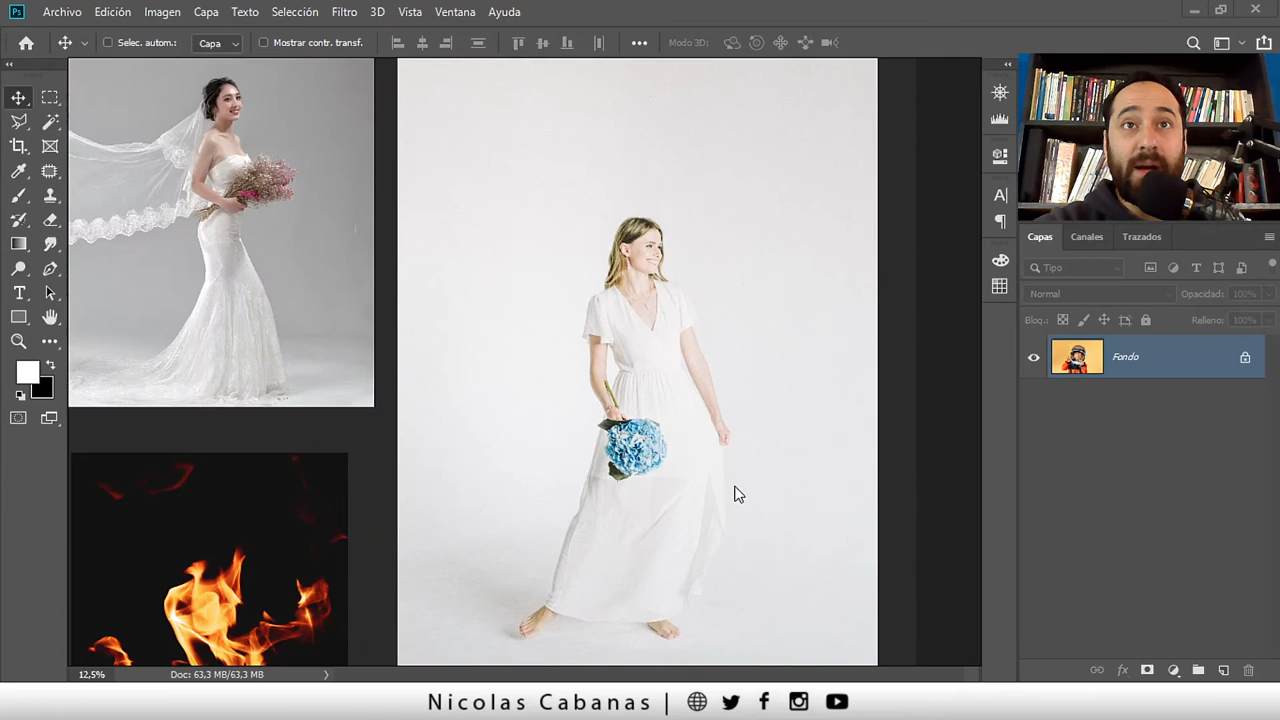 Ps Archivo Edición Imagen Capa Texto Selección Filtro 3D Vista Ventana Ayuda
Selec. autom.: Capa Mostrar contr. transf. Modo 3D:
Capas Canales Trazados
Tipo
Normal Opacidad: 100%
Bloq.: Relleno: 100%
Fondo
12,5% Doc: 63,3 MB/63,3 MB
Nicolas Cabanas |